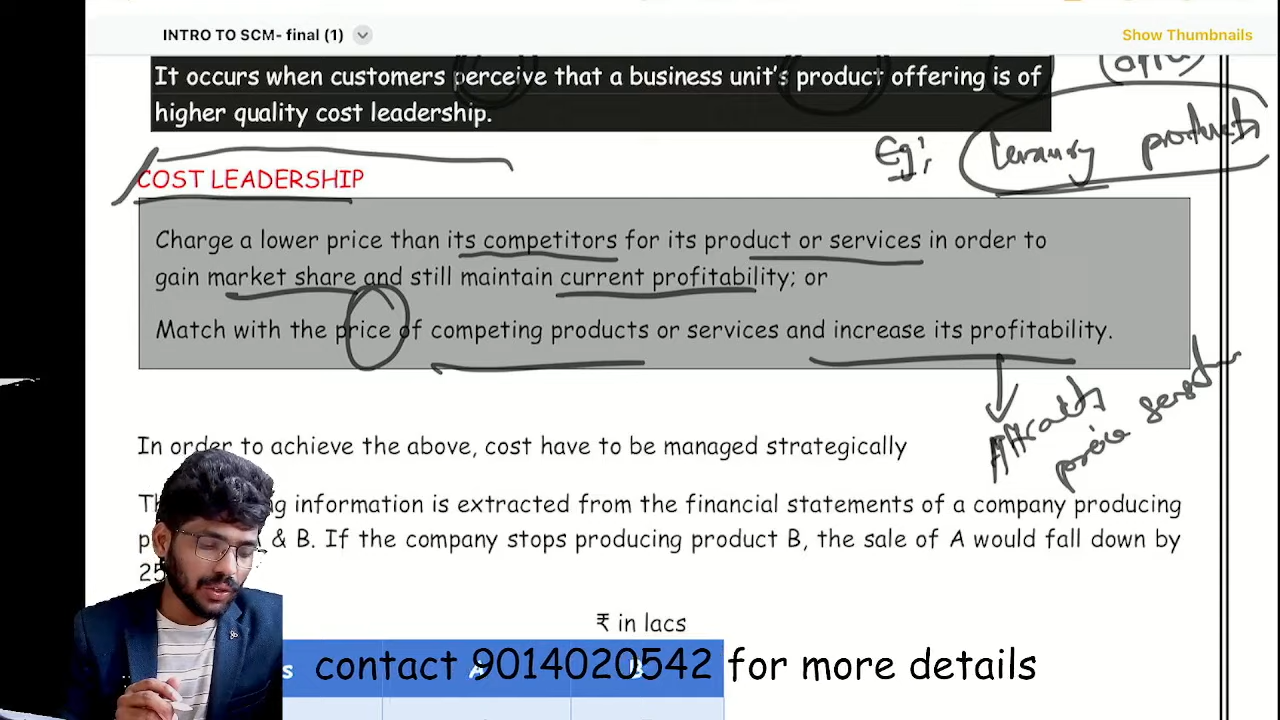 INTRO TO SCM- final (1)
Show Thumbnails
It occurs when customers perceive that a business unit's product offering is of
higher quality cost leadership.
Eg:
products
COST LEADERSHIP
Charge a lower price than its competitors for its product or services in order to
gain market share and still maintain current profitability; or
Match with the price of competing products or services and increase its profitability.
Attracts
price
In order to achieve the above, cost have to be managed strategically
information is extracted from the financial statements of a company producing
& B. If the company stops producing product B, the sale of A would fall down by
25
₹ in lacs
A
B
contact 9014020542 for more details